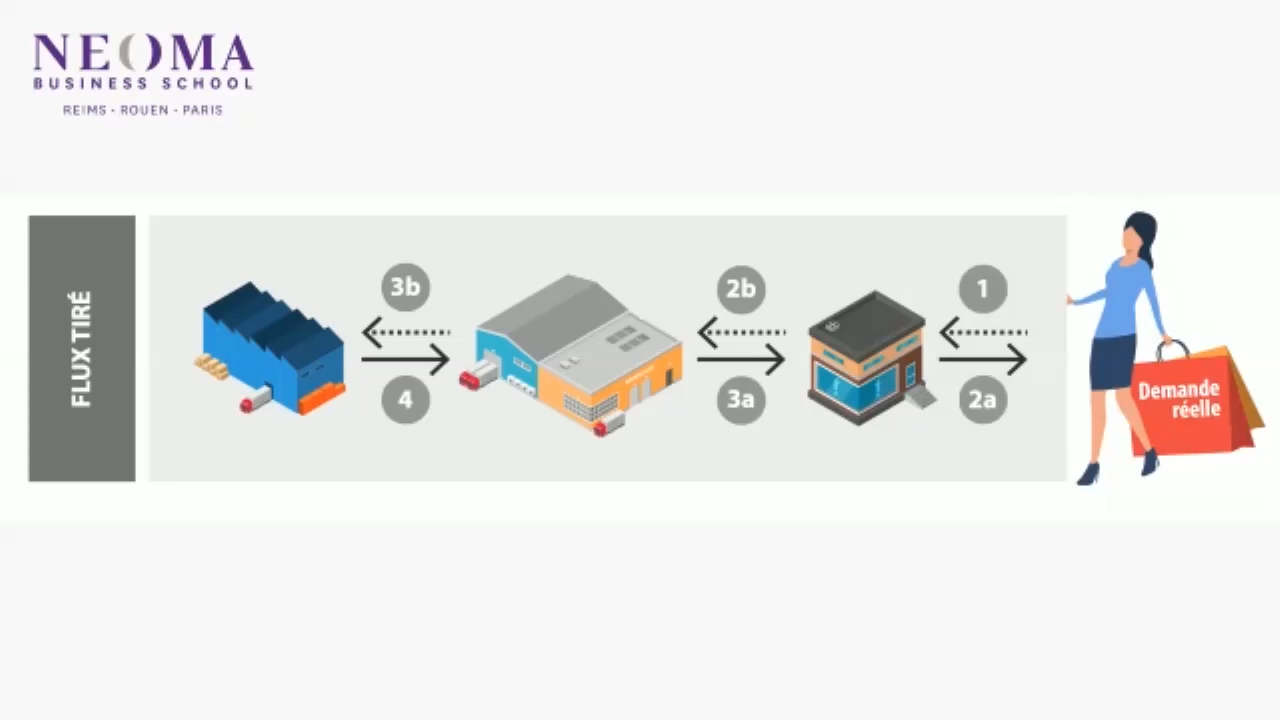 NEOMA
BUSINESS SCHOOL
REIMS - ROUEN - PARIS
FLUX TIRÉ
3b
2b
1
4
3a
2a
Demande
réelle